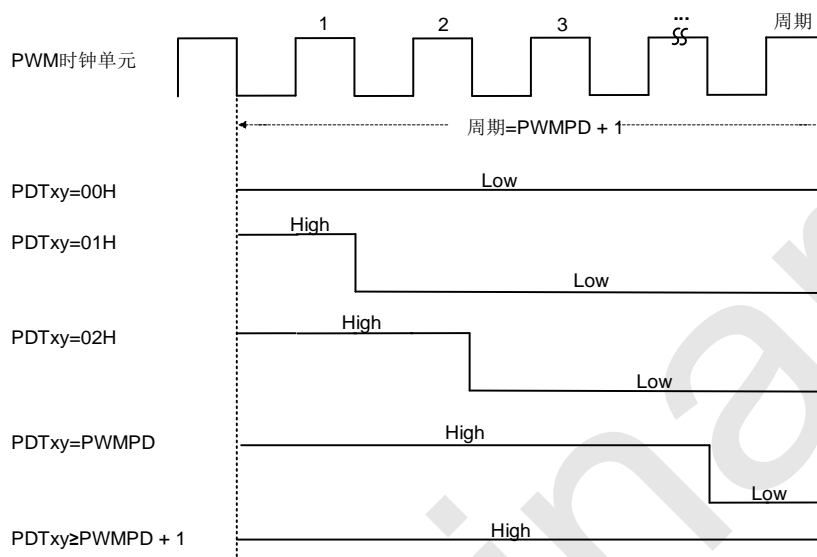 1 2 3 ... 周期
PWM时钟单元
周期=PWMPD + 1
PDTxy=00H Low
PDTxy=01H High Low
PDTxy=02H High Low
PDTxy=PWMPD High Low
PDTxy≥PWMPD + 1 High